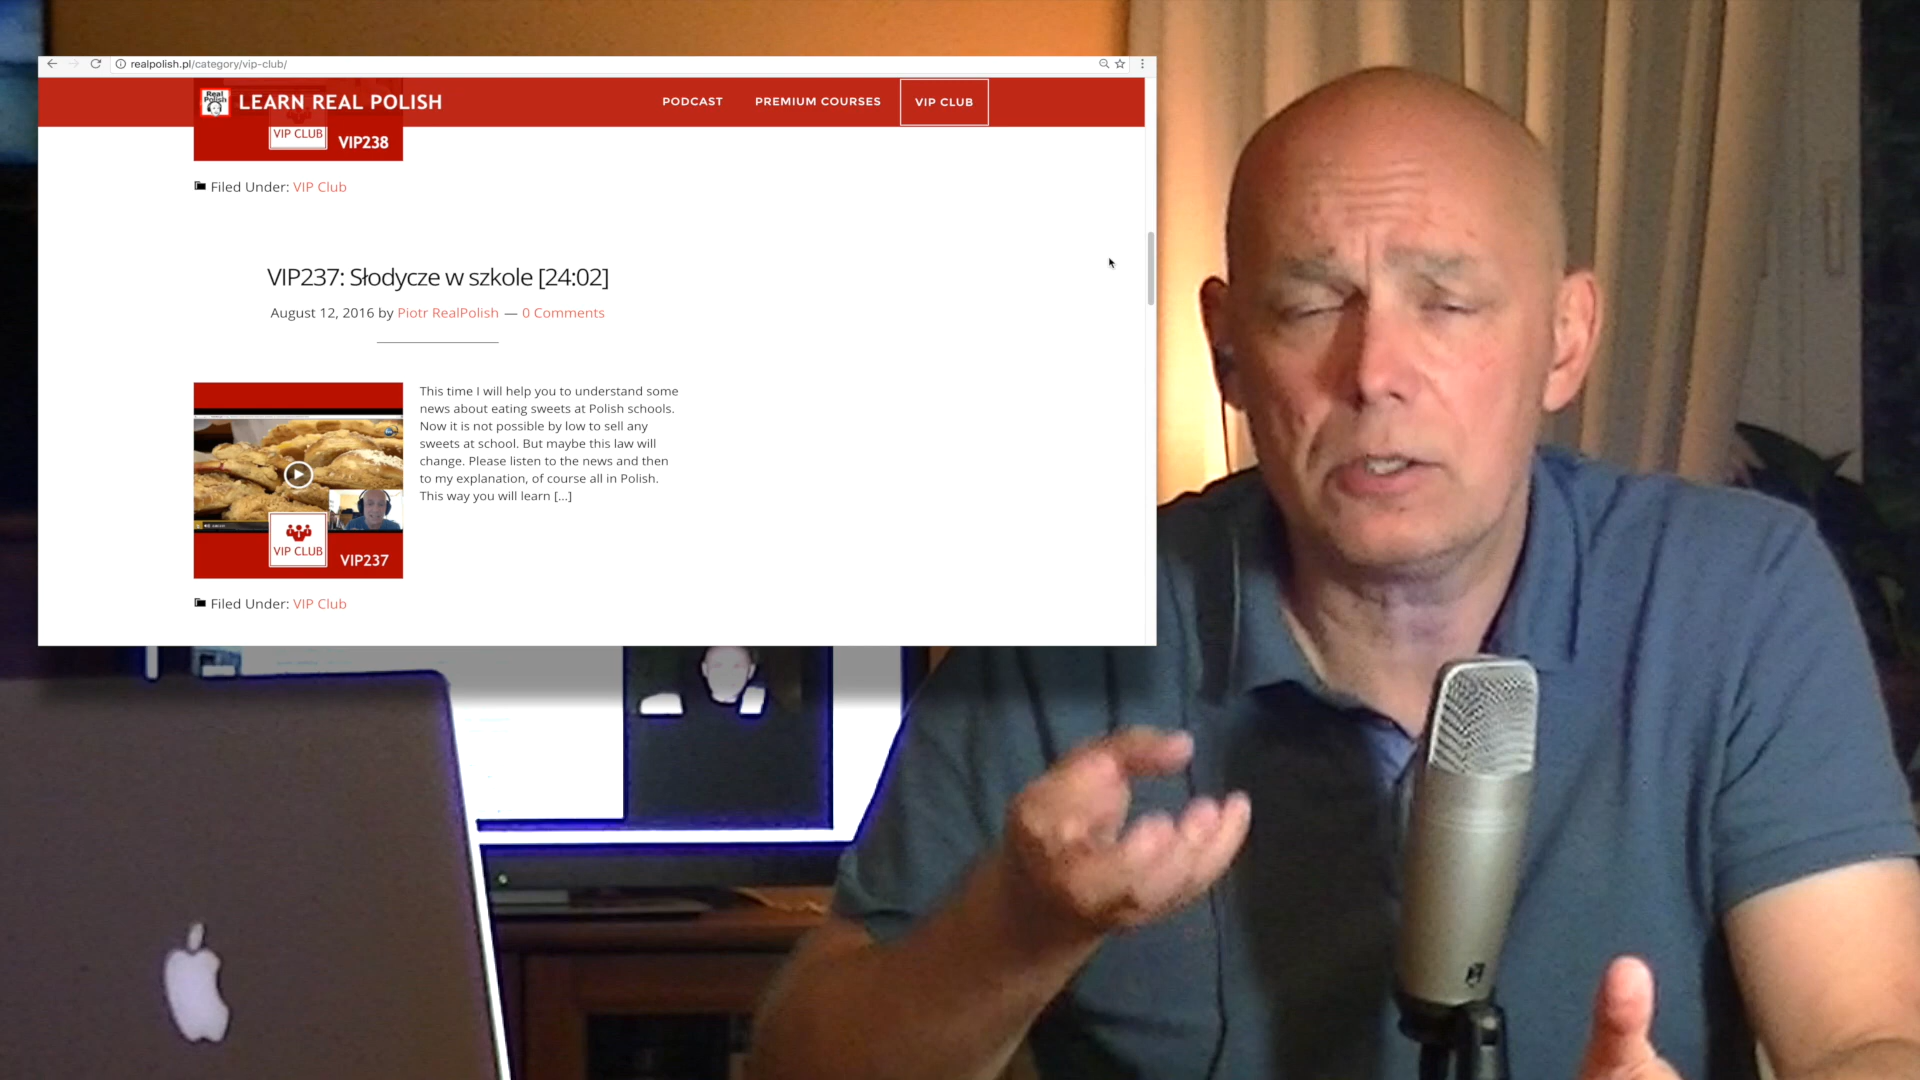 realpolish.pl/category/vip-club/
Real
Polish
LEARN REAL POLISH
PODCAST
PREMIUM COURSES
VIP CLUB
VIP CLUB
VIP238
Filed Under: VIP Club
VIP237: Słodycze w szkole [24:02]
August 12, 2016 by Piotr RealPolish — 0 Comments
This time I will help you to understand some
news about eating sweets at Polish schools.
Now it is not possible by low to sell any
sweets at school. But maybe this law will
change. Please listen to the news and then
to my explanation, of course all in Polish.
This way you will learn [...]
VIP CLUB
VIP237
Filed Under: VIP Club